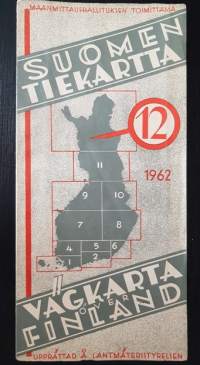 MAANMITTAUSHALLITUKSEN TOIMITTAMA
SUOMEN
TIEKARTTA
12
1962
11
9 10
7 8
4 5 6
1 2 3
VÄGKARTA
ÖVER
FINLAND
UPPRÄTTAD Å LANTMÄTERISTYRELSEN